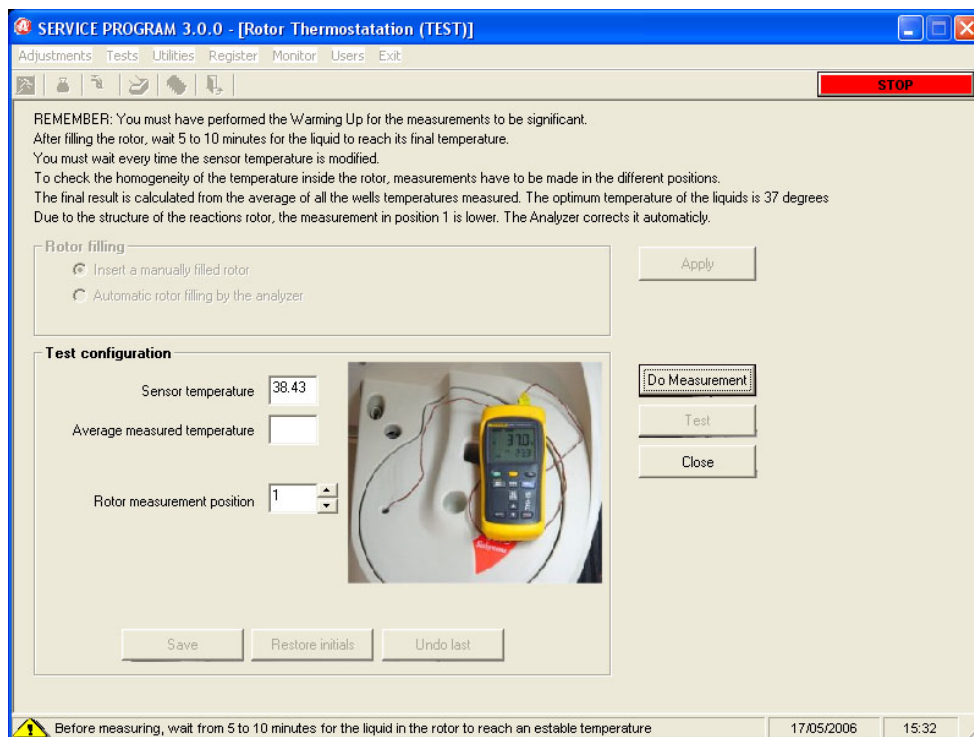 SERVICE PROGRAM 3.0.0 - [Rotor Thermostatation (TEST)]
Adjustments Tests Utilities Register Monitor Users Exit
STOP
REMEMBER: You must have performed the Warming Up for the measurements to be significant.
After filling the rotor, wait 5 to 10 minutes for the liquid to reach its final temperature.
You must wait every time the sensor temperature is modified.
To check the homogeneity of the temperature inside the rotor, measurements have to be made in the different positions.
The final result is calculated from the average of all the wells temperatures measured. The optimum temperature of the liquids is 37 degrees
Due to the structure of the reactions rotor, the measurement in position 1 is lower. The Analyzer corrects it automaticly.
Rotor filling
Insert a manually filled rotor
Apply
Automatic rotor filling by the analyzer
Test configuration
Sensor temperature 38.43
Do Measurement
Average measured temperature
Test
Close
Rotor measurement position 1
37.0
Save Restore initials Undo last
Before measuring, wait from 5 to 10 minutes for the liquid in the rotor to reach an estable temperature 17/05/2006 15:32